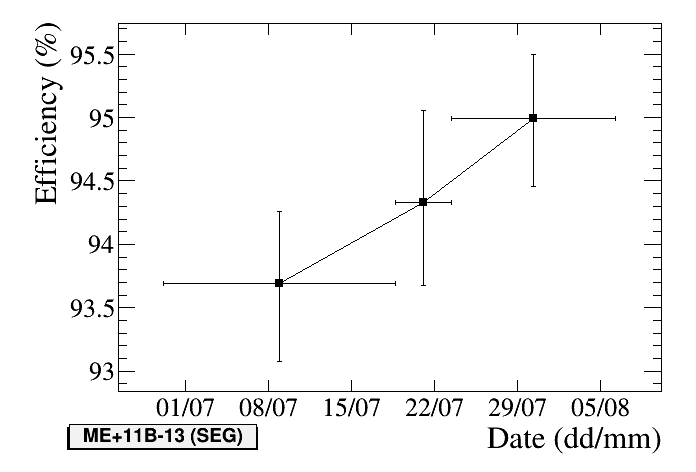 Efficiency (%)
95.5
95
94.5
94
93.5
93
01/07 08/07 15/07 22/07 29/07 05/08
ME+11B-13 (SEG)
Date (dd/mm)